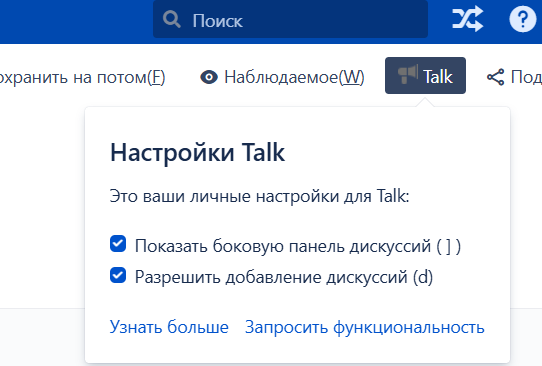 Поиск
охранить на потом(F) Наблюдаемое(W) Talk Под
Настройки Talk
Это ваши личные настройки для Talk:
Показать боковую панель дискуссий ( ] )
Разрешить добавление дискуссий (d)
Узнать больше Запросить функциональность